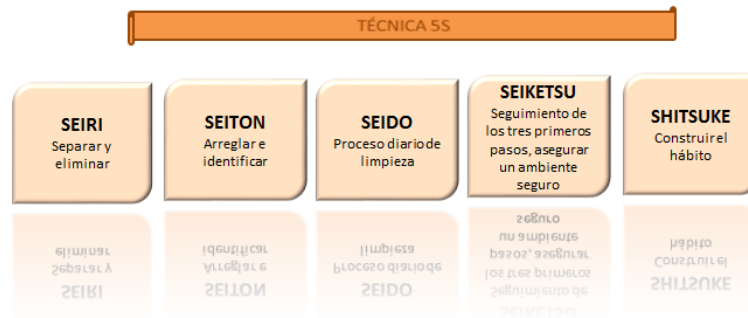 TÉCNICA 5S
SEIRI
Separar y
eliminar
SEITON
Arreglar e
identificar
SEIDO
Proceso diario de
limpieza
SEIKETSU
Seguimiento de
los tres primeros
pasos, asegurar
un ambiente
seguro
SHITSUKE
Construir el
hábito